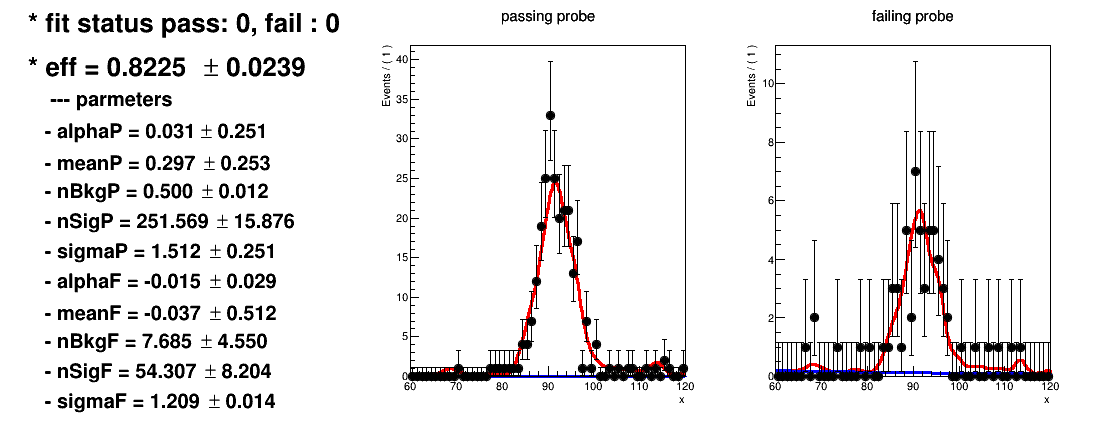 * fit status pass: 0, fail : 0
* eff = 0.8225 ± 0.0239
--- parmeters
- alphaP = 0.031 ± 0.251
- meanP = 0.297 ± 0.253
- nBkgP = 0.500 ± 0.012
- nSigP = 251.569 ± 15.876
- sigmaP = 1.512 ± 0.251
- alphaF = -0.015 ± 0.029
- meanF = -0.037 ± 0.512
- nBkgF = 7.685 ± 4.550
- nSigF = 54.307 ± 8.204
- sigmaF = 1.209 ± 0.014
passing probe
Events / ( 1 )
40
35
30
25
20
15
10
5
0
60 70 80 90 100 110 120
x
failing probe
Events / ( 1 )
10
8
6
4
2
0
60 70 80 90 100 110 120
x